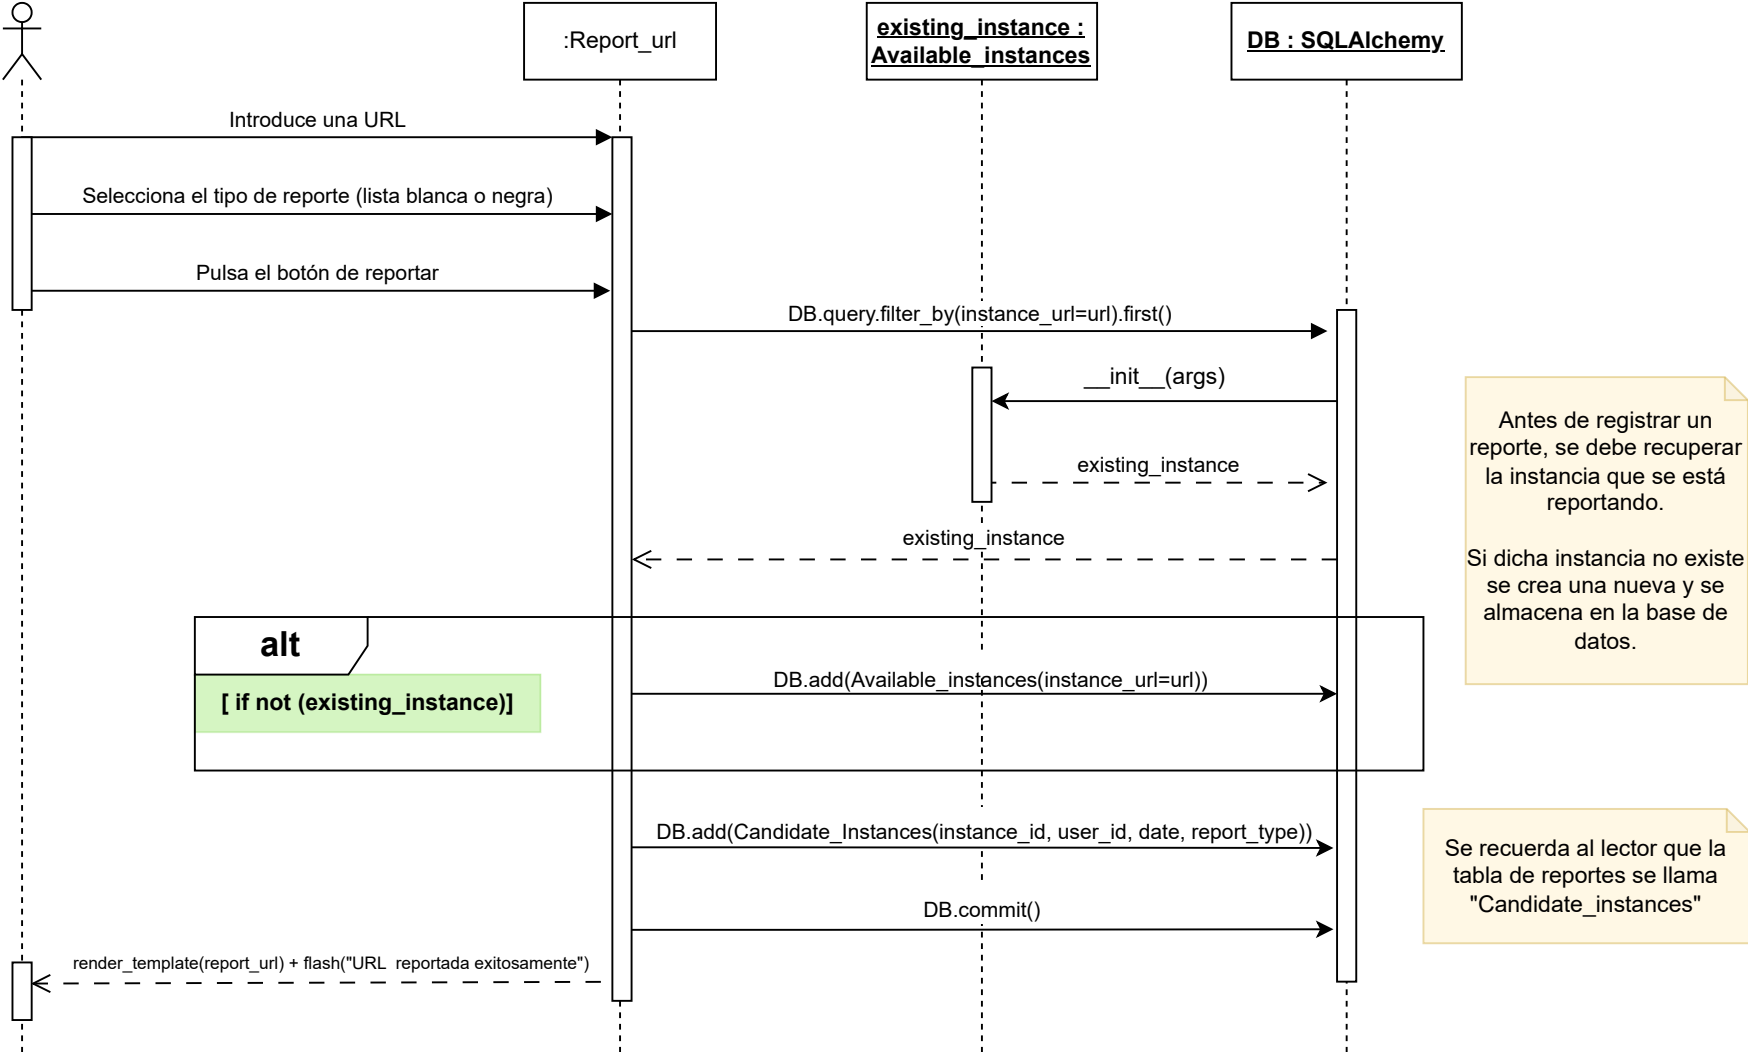 :Report_url
existing_instance :
Available_instances
DB : SQLAlchemy
Introduce una URL
Selecciona el tipo de reporte (lista blanca o negra)
Pulsa el botón de reportar
DB.query.filter_by(instance_url=url).first()
__init__(args)
existing_instance
existing_instance
Antes de registrar un
reporte, se debe recuperar
la instancia que se está
reportando.
Si dicha instancia no existe
se crea una nueva y se
almacena en la base de
datos.
alt
[ if not (existing_instance)]
DB.add(Available_instances(instance_url=url))
DB.add(Candidate_Instances(instance_id, user_id, date, report_type))
Se recuerda al lector que la
tabla de reportes se llama
"Candidate_instances"
DB.commit()
render_template(report_url) + flash("URL  reportada exitosamente")